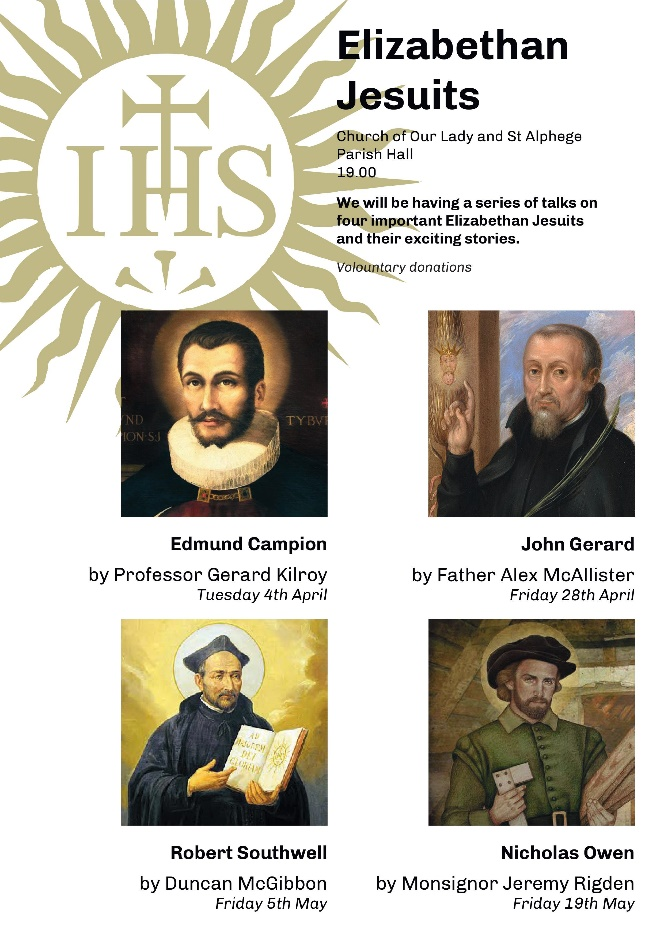 IHS
Elizabethan
Jesuits
Church of Our Lady and St Alphege
Parish Hall
19.00
We will be having a series of talks on
four important Elizabethan Jesuits
and their exciting stories.
Volountary donations
ND
ION S.J
TYBV
Edmund Campion
by Professor Gerard Kilroy
Tuesday 4th April
John Gerard
by Father Alex McAllister
Friday 28th April
AD
MAJOREM
DEI
GLORIAM
Robert Southwell
by Duncan McGibbon
Friday 5th May
Nicholas Owen
by Monsignor Jeremy Rigden
Friday 19th May